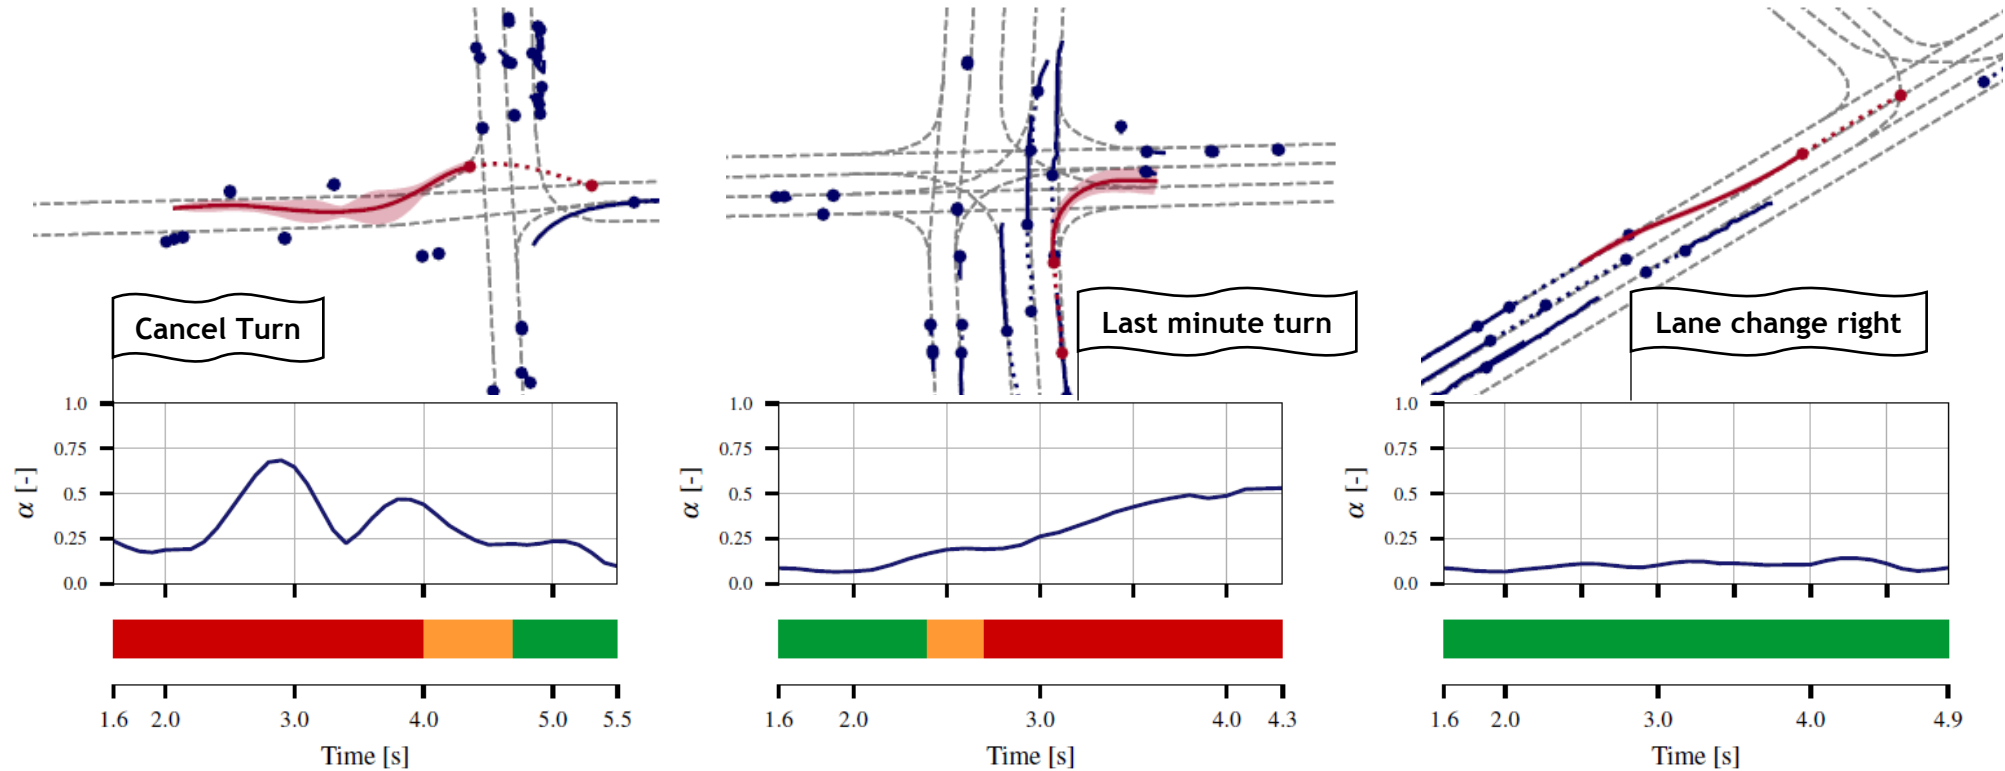 Cancel Turn
Last minute turn
Lane change right
1.0
0.75
0.5
0.25
0.0
α [-]
1.0
0.75
0.5
0.25
0.0
α [-]
1.0
0.75
0.5
0.25
0.0
α [-]
1.6 2.0 3.0 4.0 5.0 5.5
Time [s]
1.6 2.0 3.0 4.0 4.3
Time [s]
1.6 2.0 3.0 4.0 4.9
Time [s]